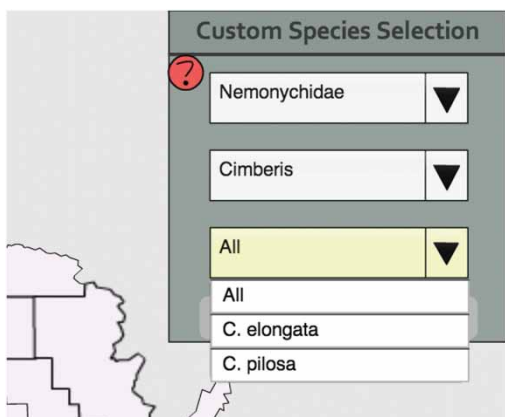 Custom Species Selection
?
Nemonychidae
Cimberis
All
All
C. elongata
C. pilosa